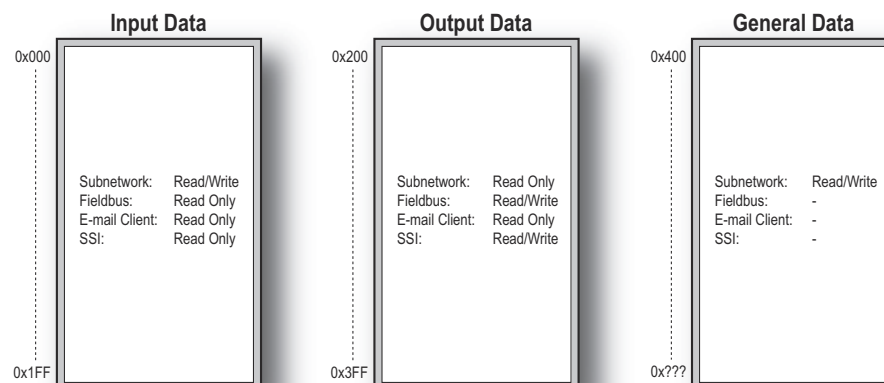 Input Data
0x000
Subnetwork: Read/Write
Fieldbus: Read Only
E-mail Client: Read Only
SSI: Read Only
0x1FF
Output Data
0x200
Subnetwork: Read Only
Fieldbus: Read/Write
E-mail Client: Read Only
SSI: Read/Write
0x3FF
General Data
0x400
Subnetwork: Read/Write
Fieldbus: -
E-mail Client: -
SSI: -
0x???